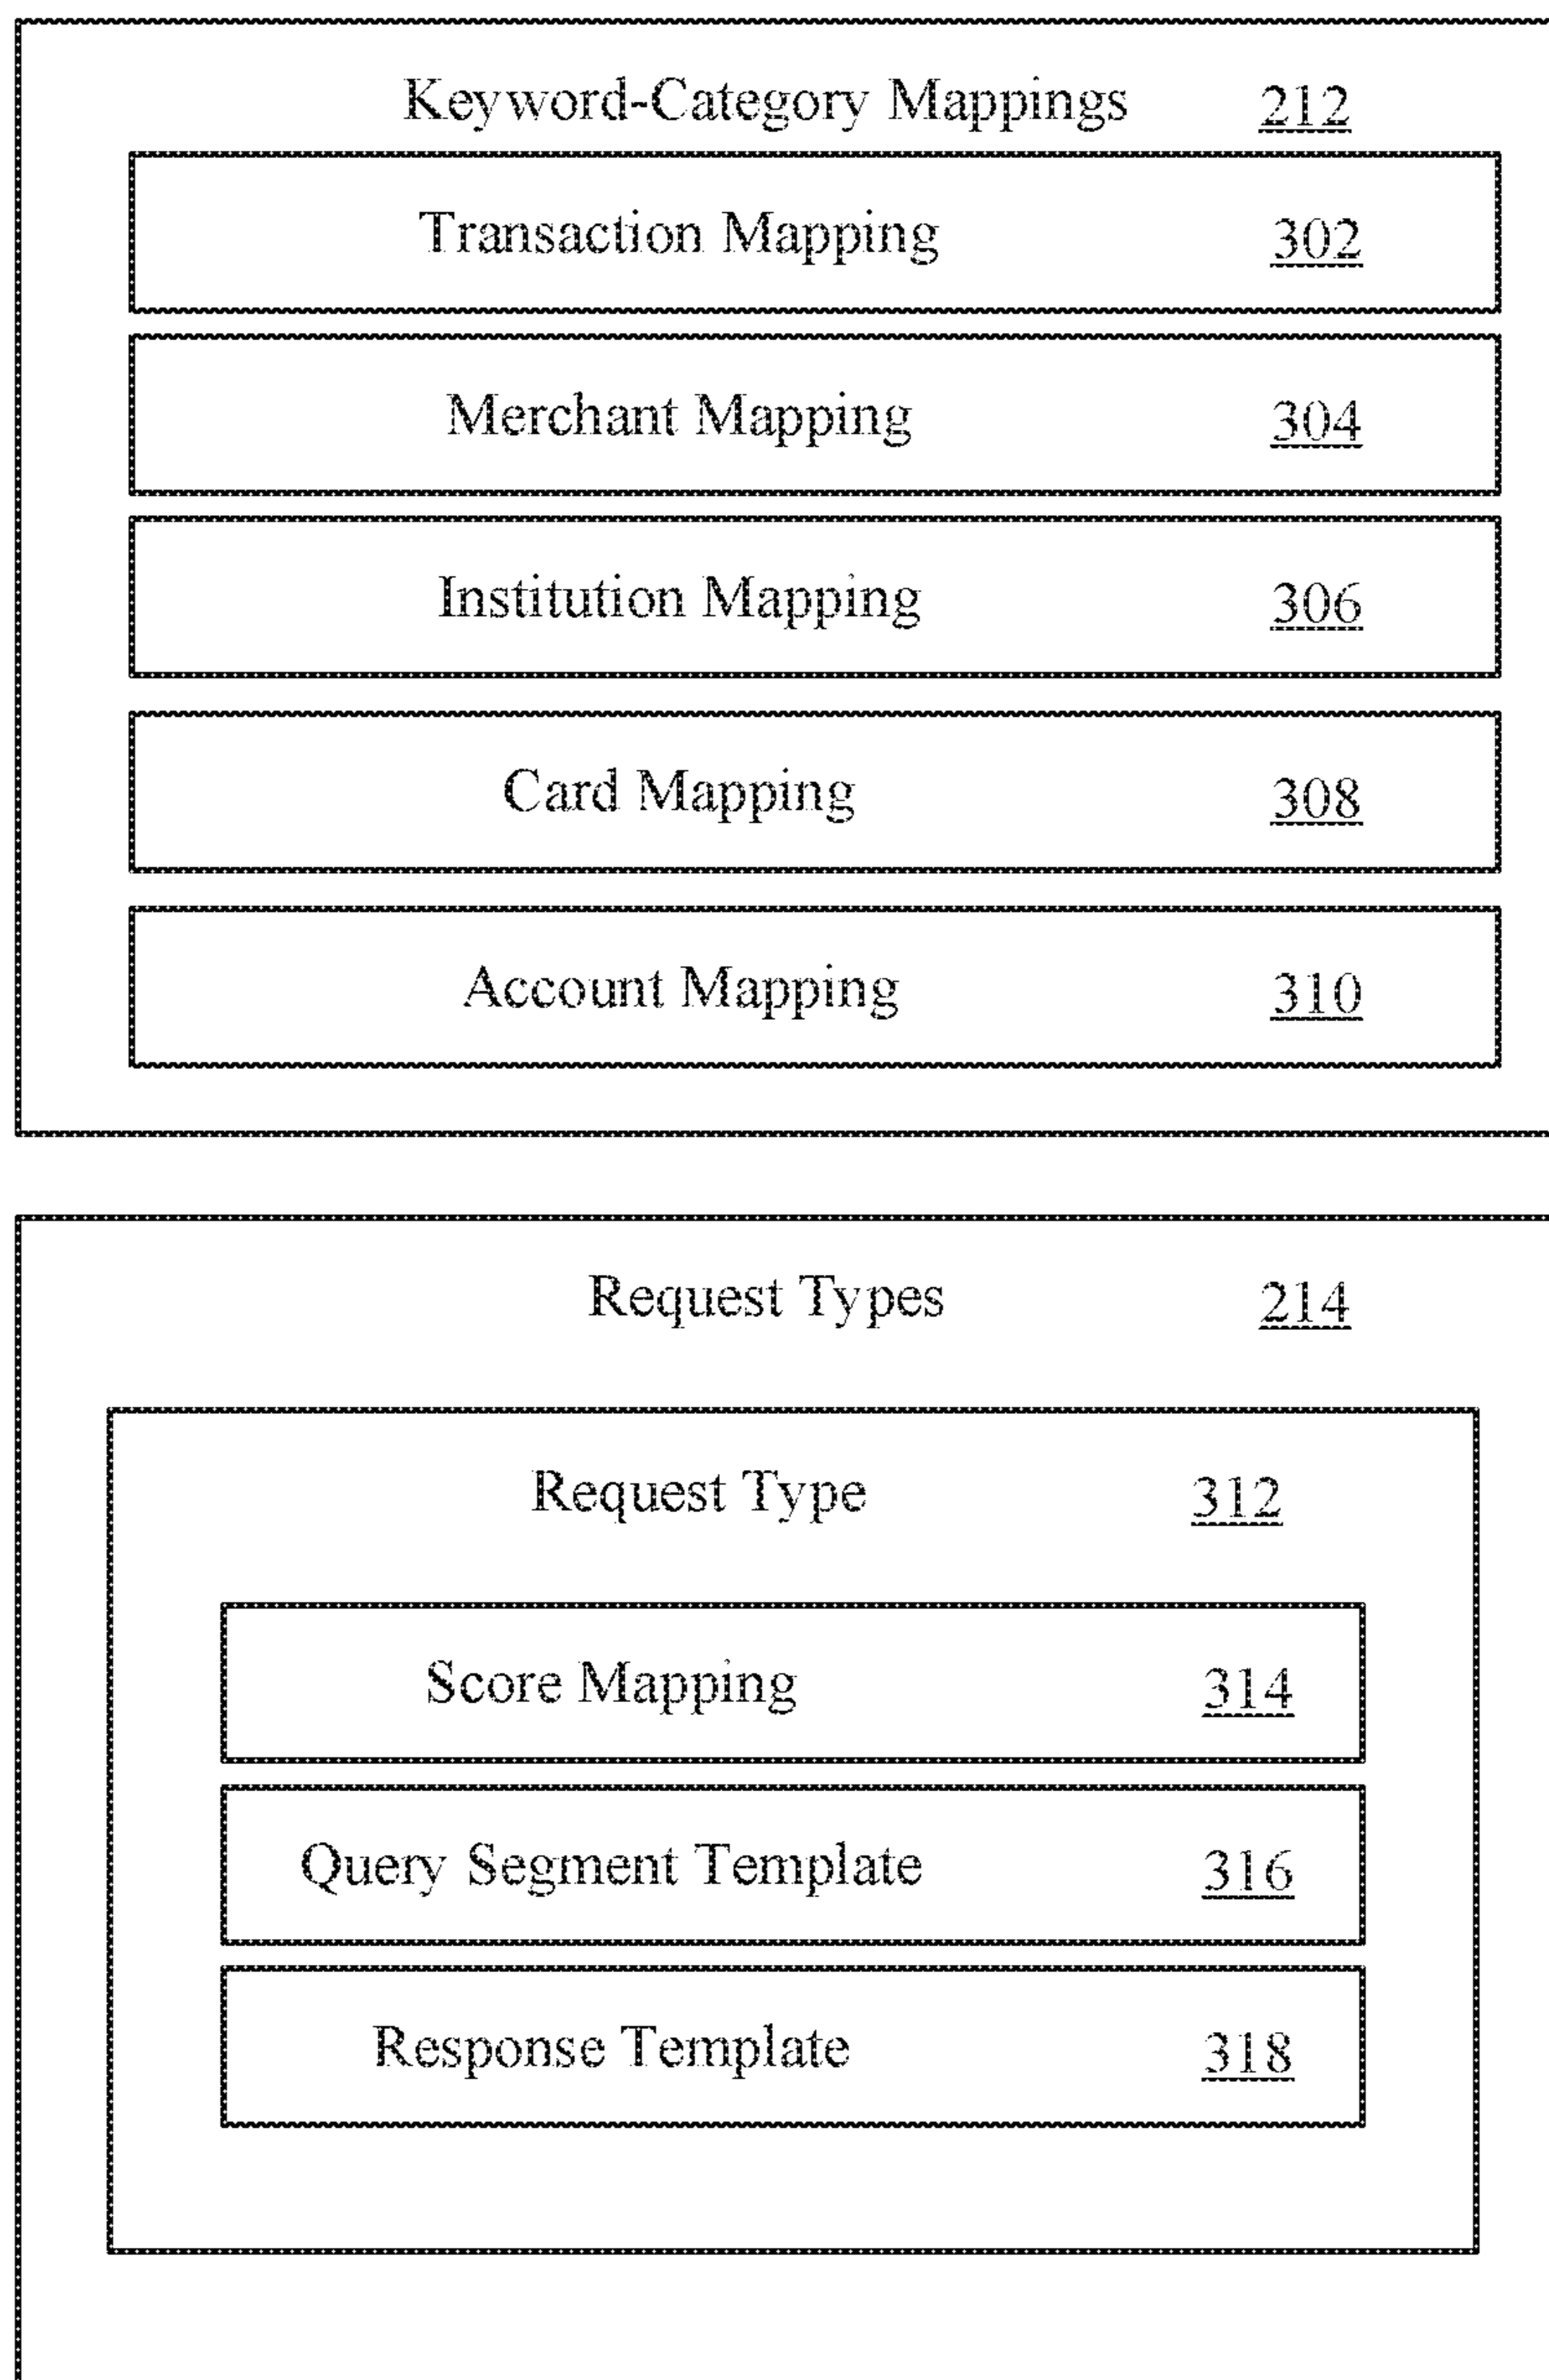 Keyword-Category Mappings 212
Transaction Mapping 302
Merchant Mapping 304
Institution Mapping 306
Card Mapping 308
Account Mapping 310
Request Types 214
Request Type 312
Score Mapping 314
Query Segment Template 316
Response Template 318